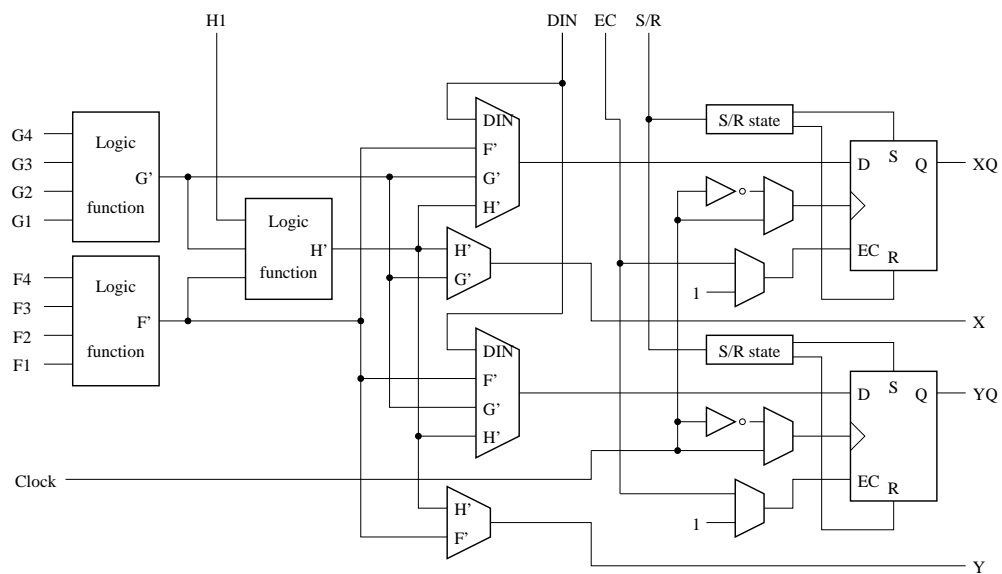 H1 DIN EC S/R
G4
G3
G2
G1
Logic
G'
function
F4
F3
F2
F1
Logic
F'
function
Logic
H'
function
DIN
F'
G'
H'
H'
G'
DIN
F'
G'
H'
H'
F'
Clock
S/R state
D S Q
EC R
1
XQ
X
S/R state
D S Q
EC R
1
YQ
Y